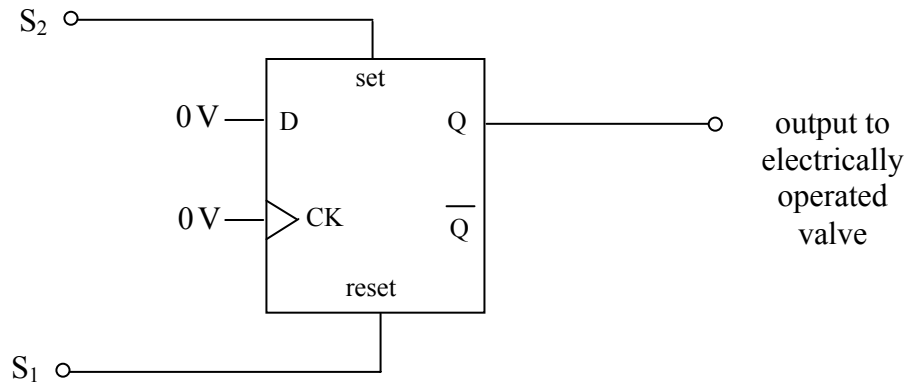 S₂
set
0 V
D
Q
output to
electrically
operated
valve
0 V
CK
Q̅
reset
S₁